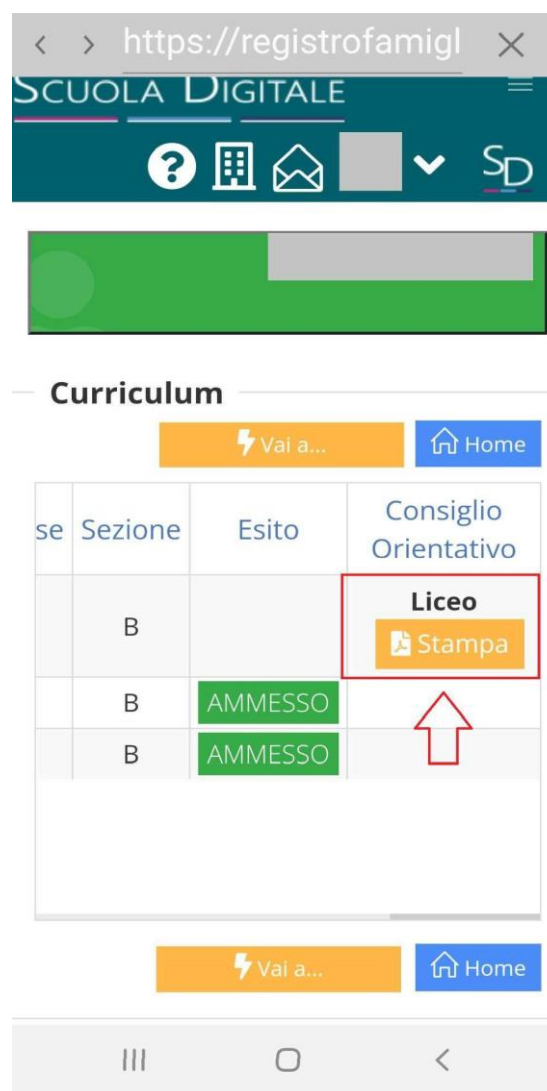 https://registrofamigl
SCUOLA DIGITALE
SD
Curriculum
Vai a...
Home
se Sezione Esito Consiglio Orientativo
B Liceo
Stampa
B AMMESSO
B AMMESSO
Vai a...
Home